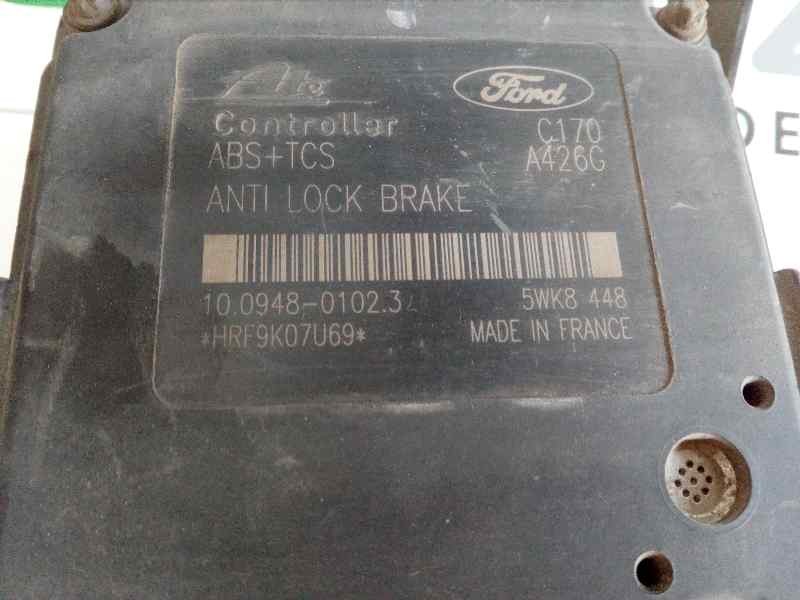 Ate Ford
Controller C170
ABS+TCS A426G
ANTI LOCK BRAKE
10.0948-0102.3 5WK8 448
*HRF9K07U69* MADE IN FRANCE
DE